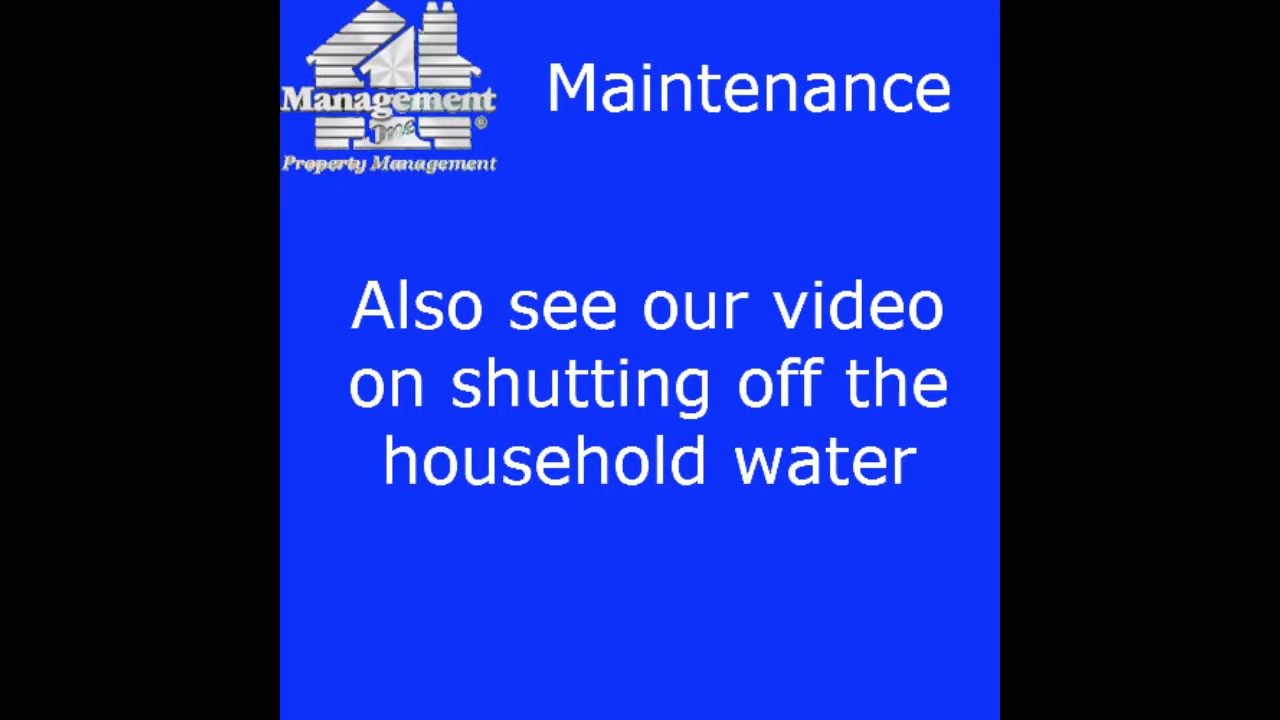 Management
Inc
®
Property Management
Maintenance
Also see our video
on shutting off the
household water